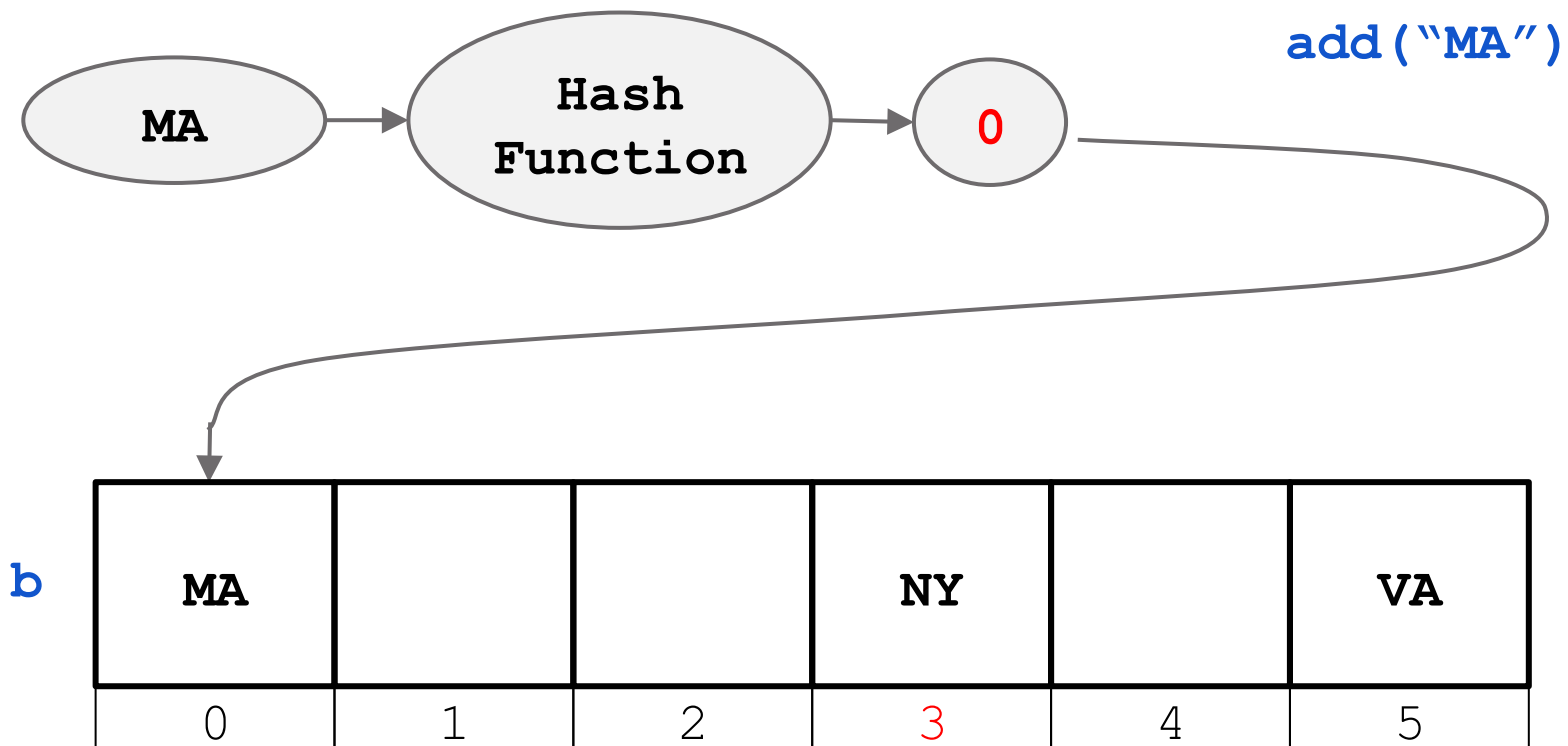 add(“MA”)
MA
Hash
Function
0
b
MA NY VA
0 1 2 3 4 5